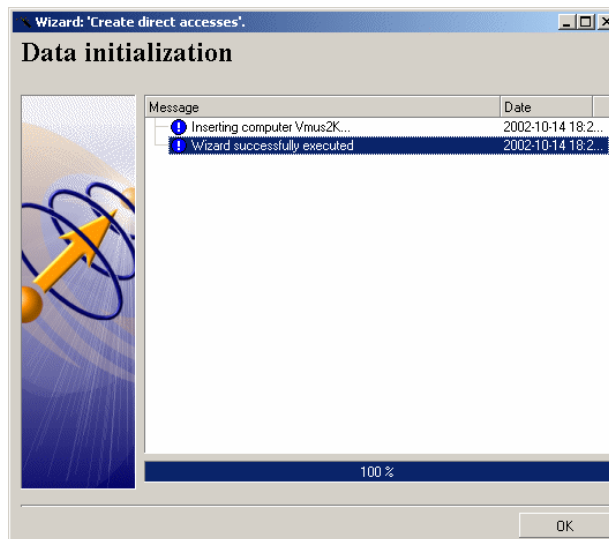 Wizard: 'Create direct accesses'.
Data initialization
Message Date
Inserting computer Vmus2K... 2002-10-14 18:2...
Wizard successfully executed 2002-10-14 18:2...
100 %
OK